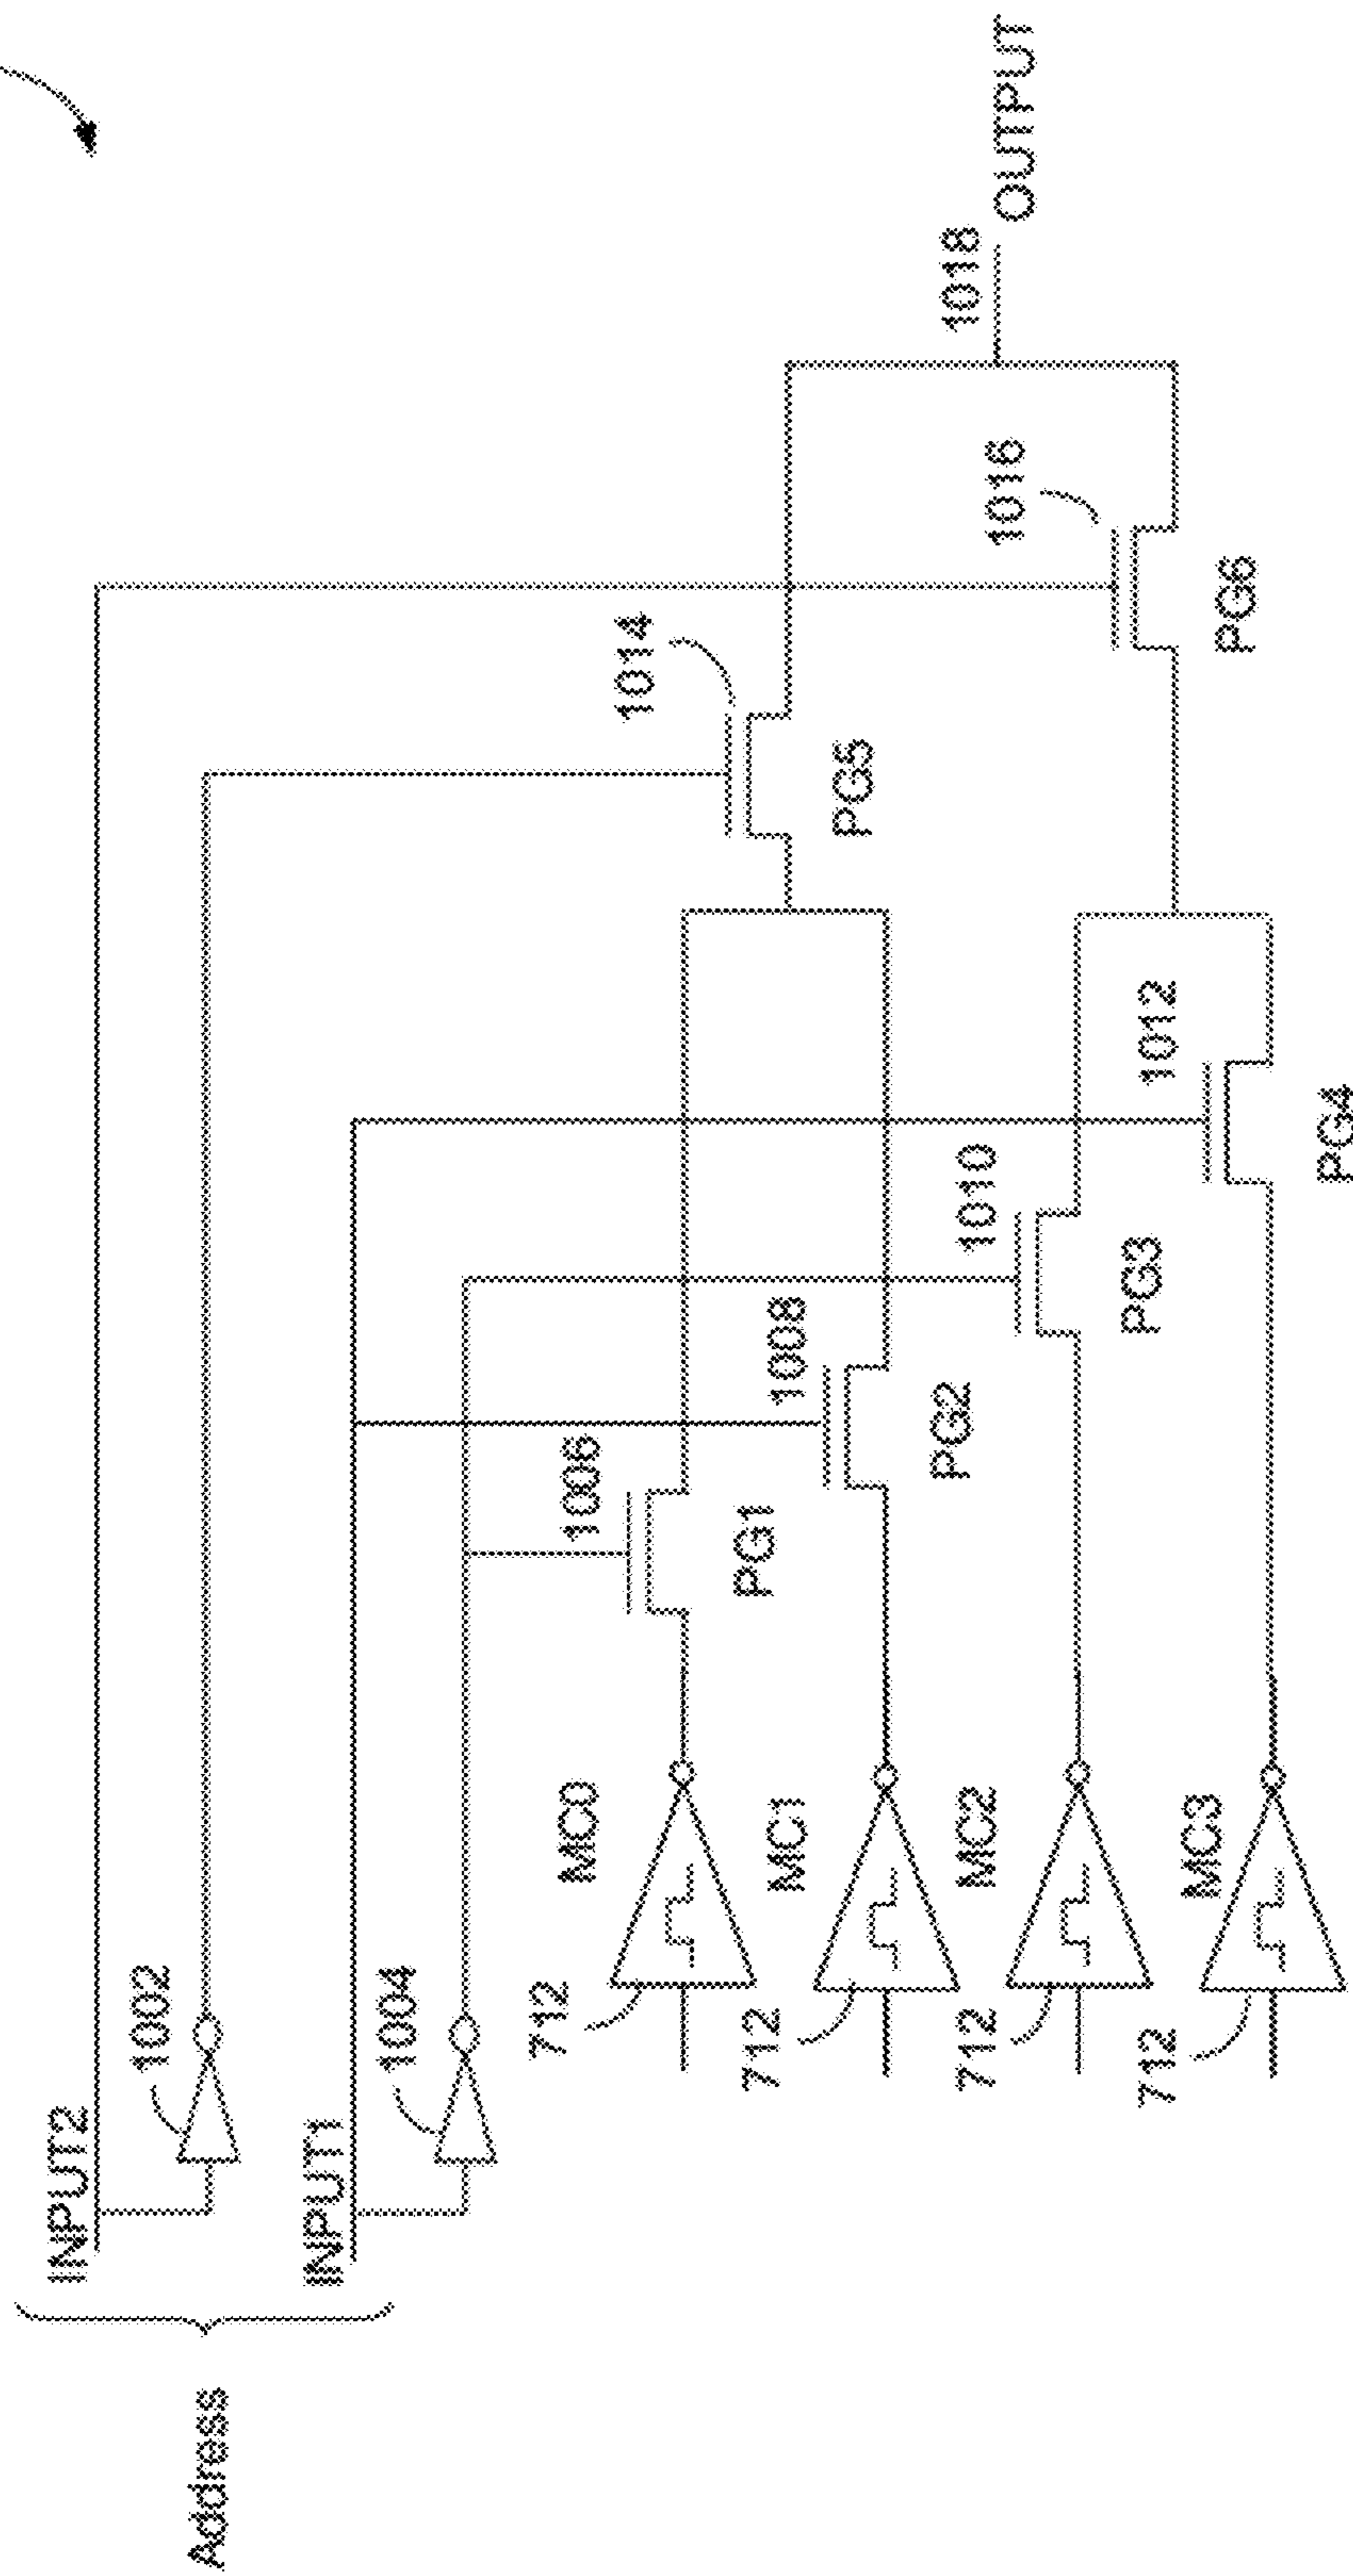 Address
INPUT2
1002
INPUT1
1004
712
MC0
1006
PG1
712
MC1
1008
PG2
712
MC2
1010
PG3
712
MC3
1012
PG4
1014
PG5
1016
PG6
1018
OUTPUT